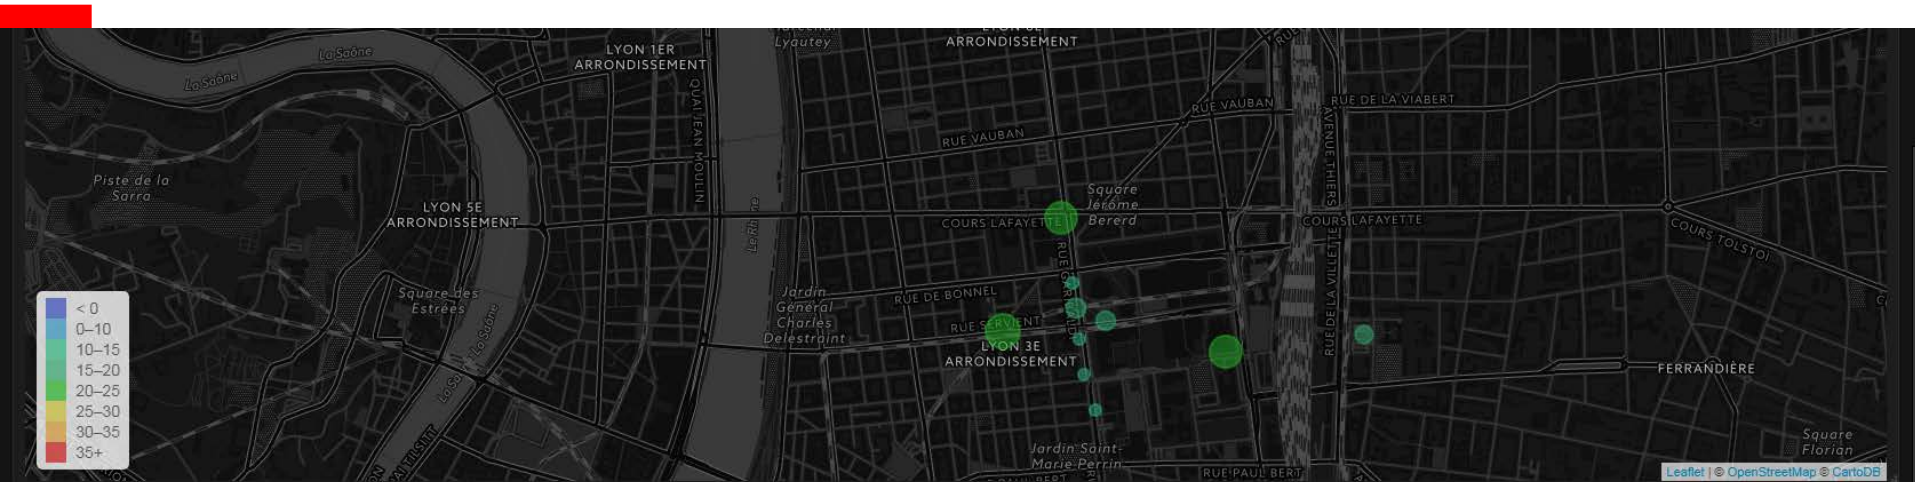 La Saône
La Saône
LYON 1ER
ARRONDISSEMENT
Lyautey
ARRONDISSEMENT
QUAI JEAN MOULIN
RUE VAUBAN
RUE VAUBAN
RUE DE LA VIABERT
AVENUE THIERS
Piste de la
Sarra
LYON 5E
ARRONDISSEMENT
Le Rhône
Square
Jérôme
Bererd
COURS LAFAYETTE
COURS LAFAYETTE
COURS TOLSTOÏ
Square des
Estrées
Jardin
Général
Charles
Delestraint
RUE DE BONNEL
RUE SERVIENT
LYON 3E
ARRONDISSEMENT
RUE DE LA VILLETTE
FERRANDIÈRE
La Saône
Jardin Saint-
Marie-Perrin
RUE PAUL BERT
Square
Florian
< 0
0–10
10–15
15–20
20–25
25–30
30–35
35+
Leaflet | © OpenStreetMap © CartoDB